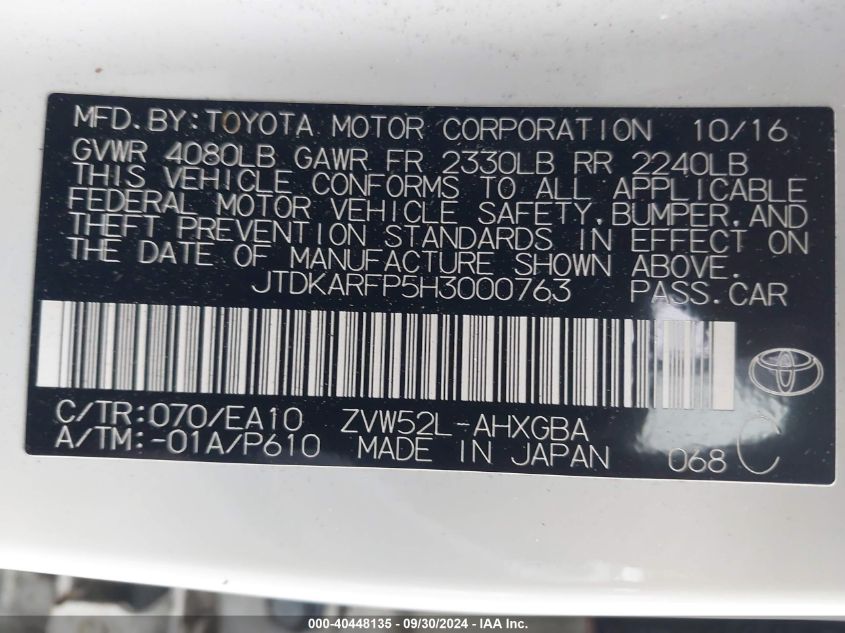 MFD.BY:TOYOTA MOTOR CORPORATION 10/16
GVWR 4080LB GAWR FR 2330LB RR 2240LB
THIS VEHICLE CONFORMS TO ALL APPLICABLE
FEDERAL MOTOR VEHICLE SAFETY,BUMPER,AND
THEFT PREVENTION STANDARDS IN EFFECT ON
THE DATE OF MANUFACTURE SHOWN ABOVE.
JTDKARFP5H3000763 PASS.CAR
C/TR:070/EA10 ZVW52L-AHXGBA
A/TM:-01A/P610 MADE IN JAPAN 068 C
000-40448135 - 09/30/2024 - IAA Inc.